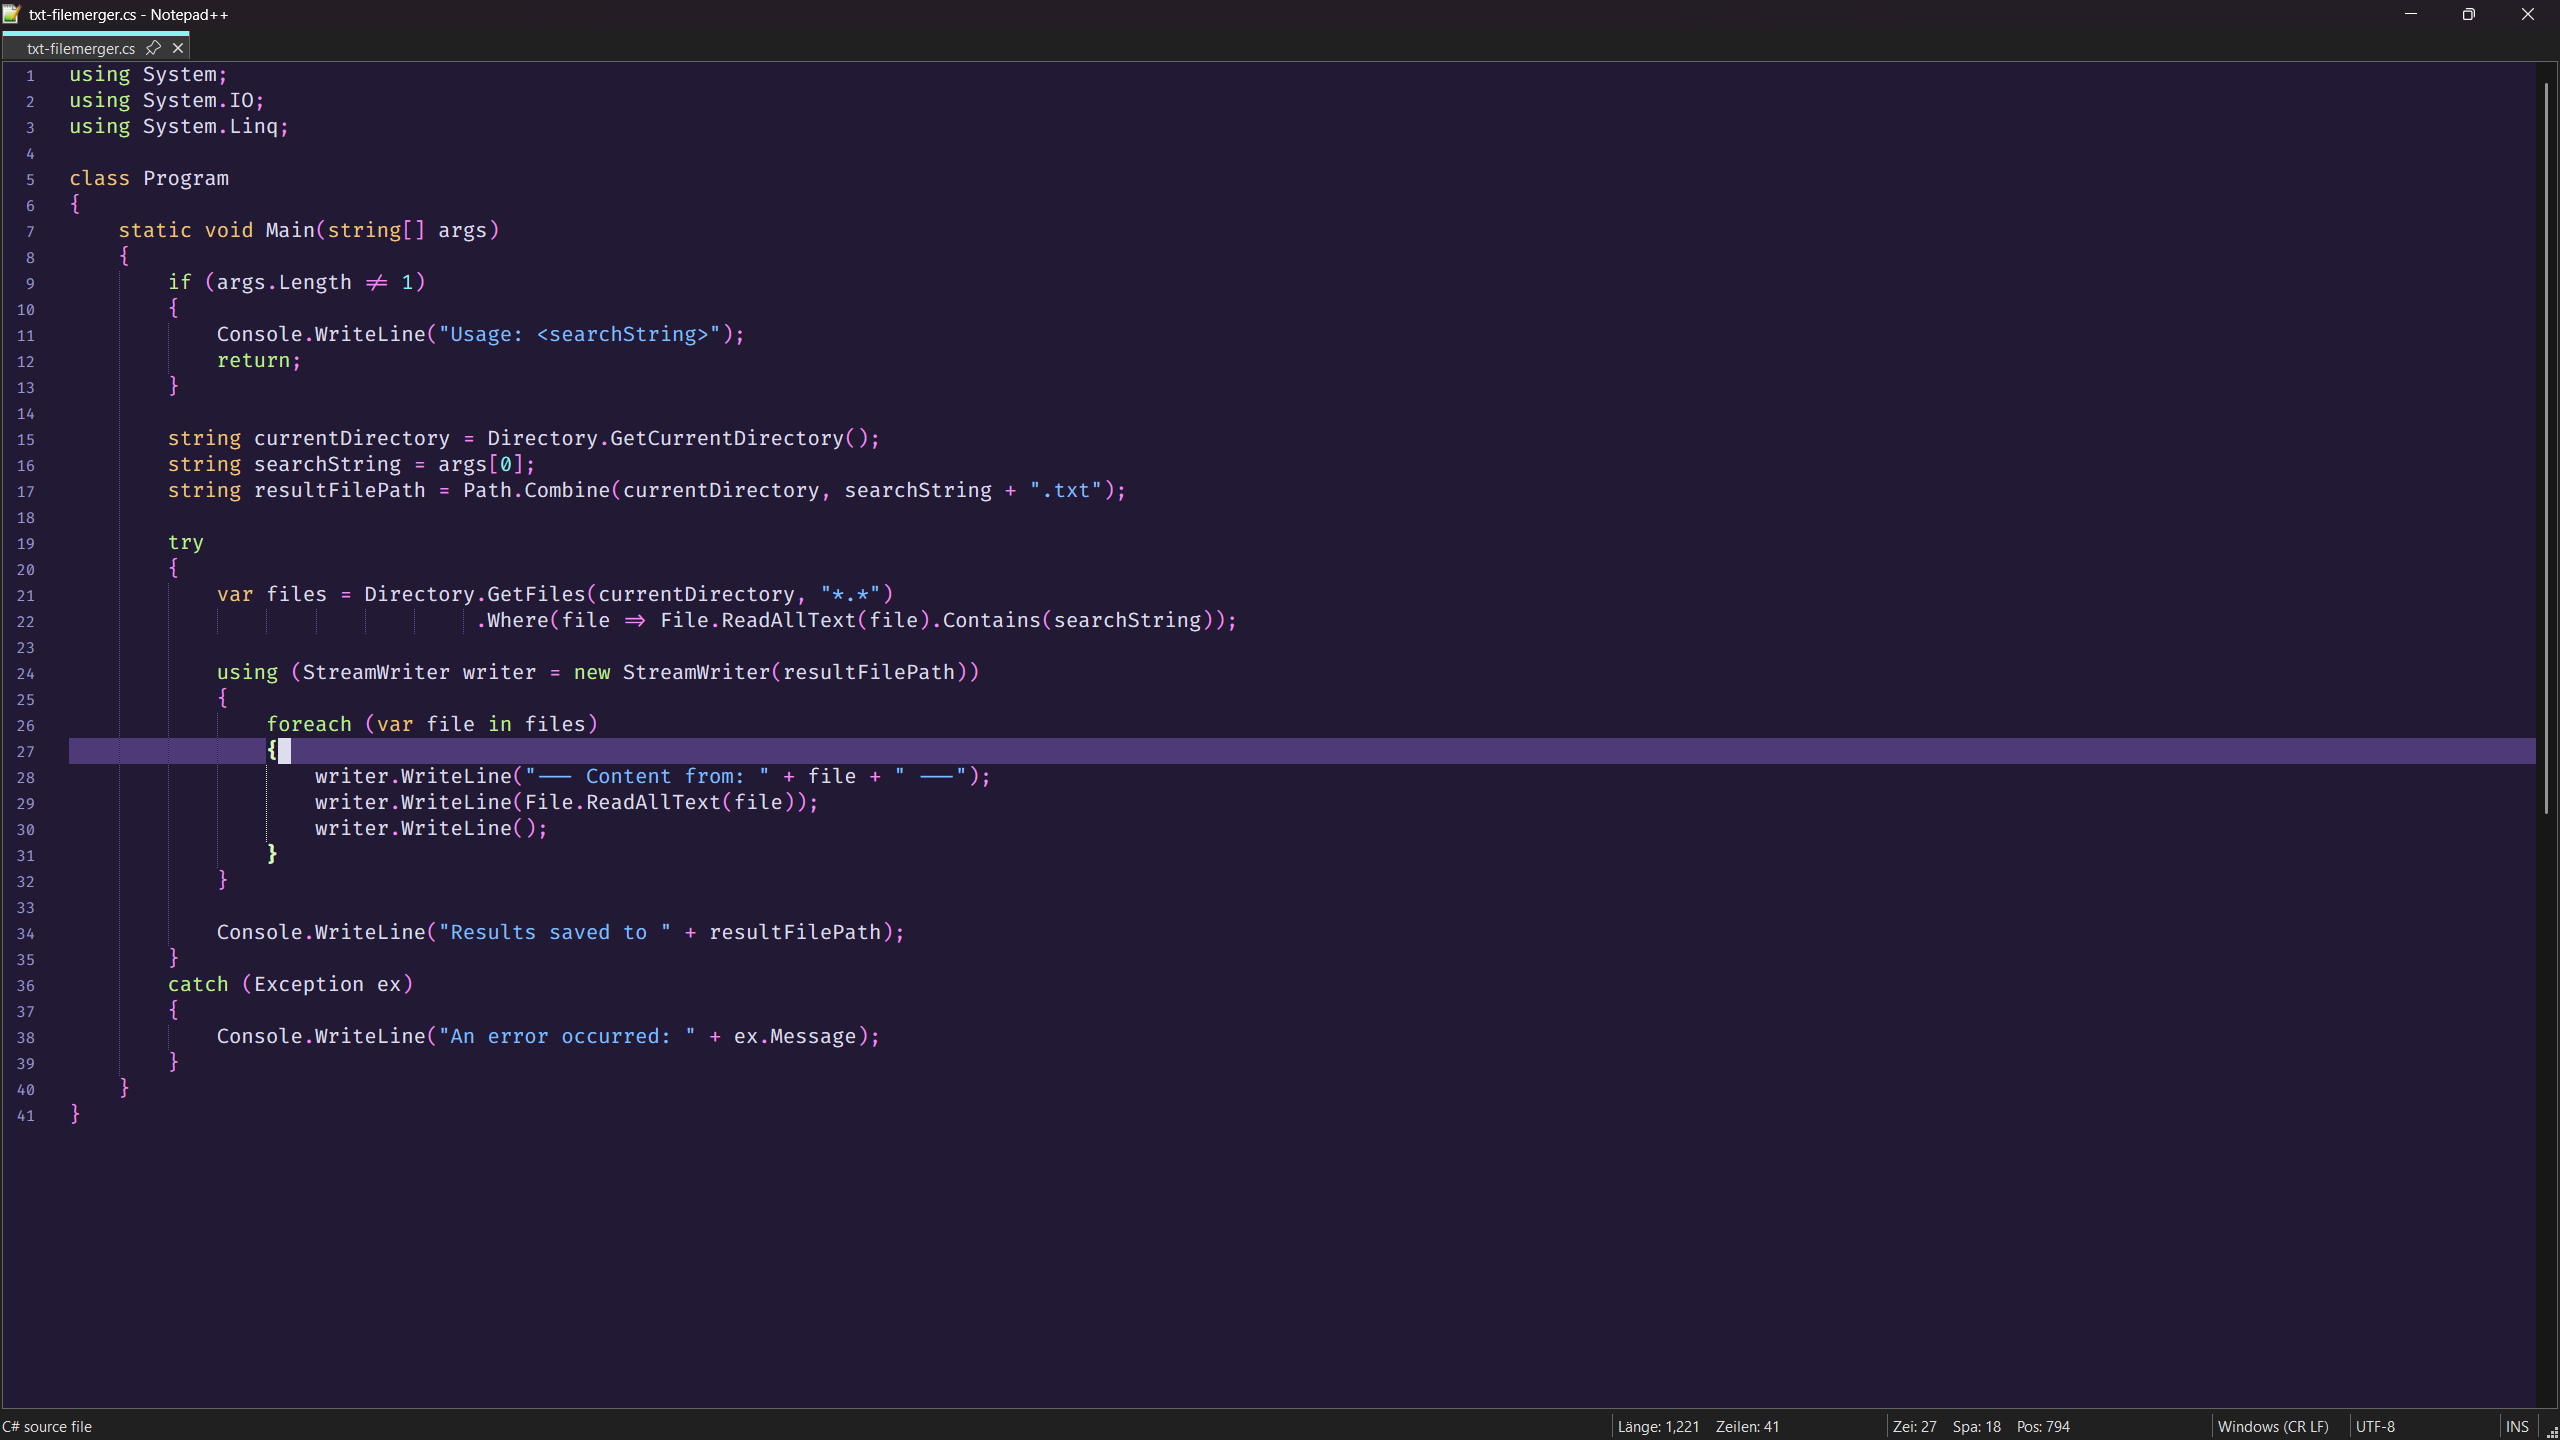 txt-filemerger.cs - Notepad++
txt-filemerger.cs
1 using System;
2 using System.IO;
3 using System.Linq;
4
5 class Program
6 {
7     static void Main(string[] args)
8     {
9         if (args.Length != 1)
10         {
11             Console.WriteLine("Usage: <searchString>");
12             return;
13         }
14
15         string currentDirectory = Directory.GetCurrentDirectory();
16         string searchString = args[0];
17         string resultFilePath = Path.Combine(currentDirectory, searchString + ".txt");
18
19         try
20         {
21             var files = Directory.GetFiles(currentDirectory, "*.*")
22                                  .Where(file => File.ReadAllText(file).Contains(searchString));
23
24             using (StreamWriter writer = new StreamWriter(resultFilePath))
25             {
26                 foreach (var file in files)
27                 {
28                     writer.WriteLine("--- Content from: " + file + " ---");
29                     writer.WriteLine(File.ReadAllText(file));
30                     writer.WriteLine();
31                 }
32             }
33
34             Console.WriteLine("Results saved to " + resultFilePath);
35         }
36         catch (Exception ex)
37         {
38             Console.WriteLine("An error occurred: " + ex.Message);
39         }
40     }
41 }
C# source file Länge: 1,221 Zeilen: 41 Zei: 27 Spa: 18 Pos: 794 Windows (CR LF) UTF-8 INS